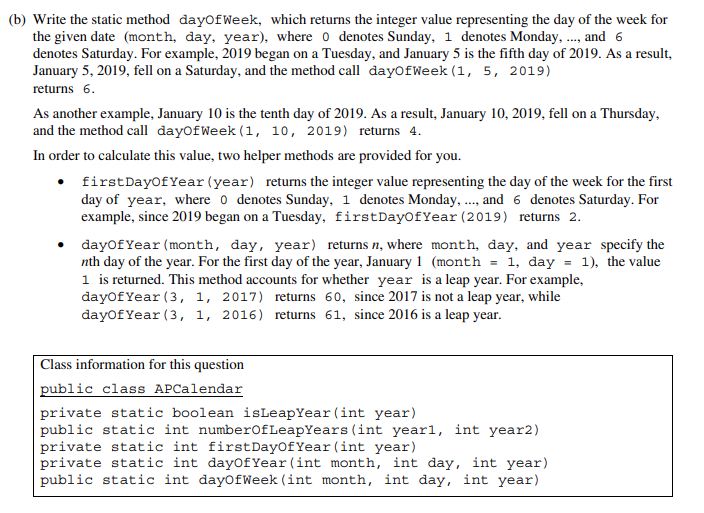 (b) Write the static method dayOfWeek, which returns the integer value representing the day of the week for
the given date (month, day, year), where 0 denotes Sunday, 1 denotes Monday, ..., and 6
denotes Saturday. For example, 2019 began on a Tuesday, and January 5 is the fifth day of 2019. As a result,
January 5, 2019, fell on a Saturday, and the method call dayOfWeek(1, 5, 2019)
returns 6.
As another example, January 10 is the tenth day of 2019. As a result, January 10, 2019, fell on a Thursday,
and the method call dayOfWeek(1, 10, 2019) returns 4.
In order to calculate this value, two helper methods are provided for you.
• firstDayOfYear(year) returns the integer value representing the day of the week for the first
day of year, where 0 denotes Sunday, 1 denotes Monday, ..., and 6 denotes Saturday. For
example, since 2019 began on a Tuesday, firstDayOfYear(2019) returns 2.
• dayOfYear(month, day, year) returns n, where month, day, and year specify the
nth day of the year. For the first day of the year, January 1 (month = 1, day = 1), the value
1 is returned. This method accounts for whether year is a leap year. For example,
dayOfYear(3, 1, 2017) returns 60, since 2017 is not a leap year, while
dayOfYear(3, 1, 2016) returns 61, since 2016 is a leap year.
Class information for this question
public class APCalendar
private static boolean isLeapYear(int year)
public static int numberOfLeapYears(int year1, int year2)
private static int firstDayOfYear(int year)
private static int dayOfYear(int month, int day, int year)
public static int dayOfWeek(int month, int day, int year)